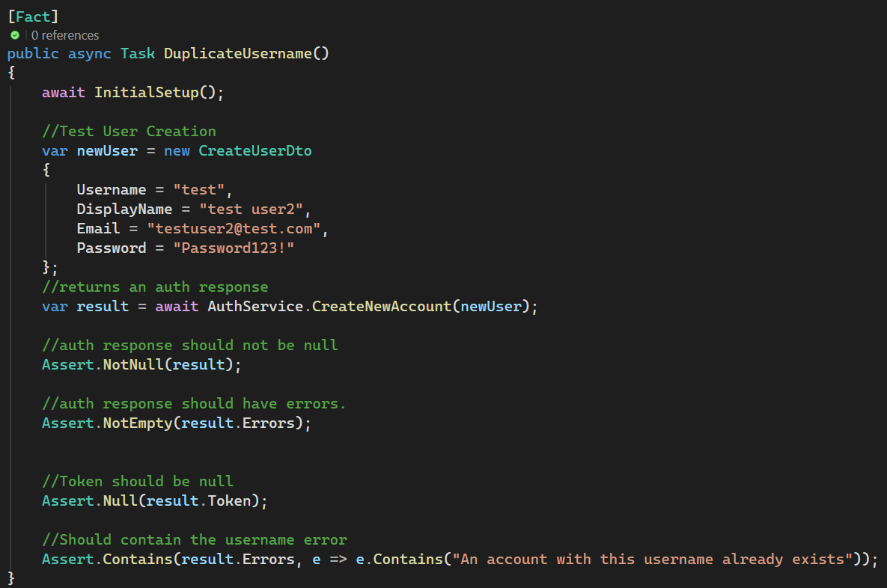 [Fact]
0 references
public async Task DuplicateUsername()
{
await InitialSetup();
//Test User Creation
var newUser = new CreateUserDto
{
Username = "test",
DisplayName = "test user2",
Email = "testuser2@test.com",
Password = "Password123!"
};
//returns an auth response
var result = await AuthService.CreateNewAccount(newUser);
//auth response should not be null
Assert.NotNull(result);
//auth response should have errors.
Assert.NotEmpty(result.Errors);
//Token should be null
Assert.Null(result.Token);
//Should contain the username error
Assert.Contains(result.Errors, e => e.Contains("An account with this username already exists"));
}